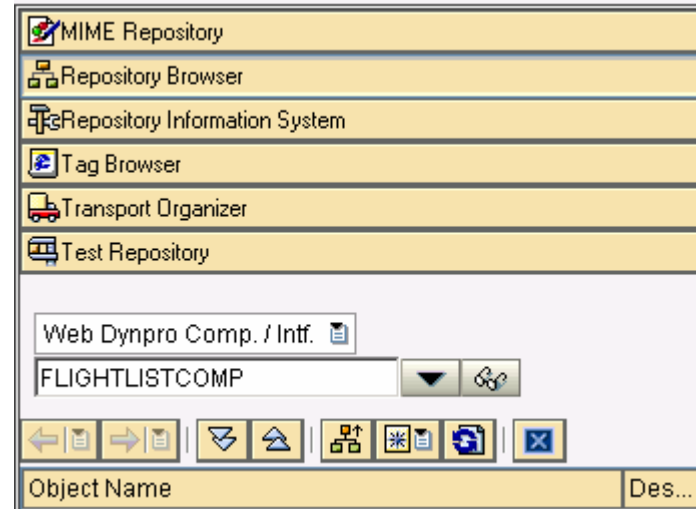 MIME Repository
Repository Browser
Repository Information System
Tag Browser
Transport Organizer
Test Repository
Web Dynpro Comp. / Intf.
FLIGHTLISTCOMP
Object Name Des...